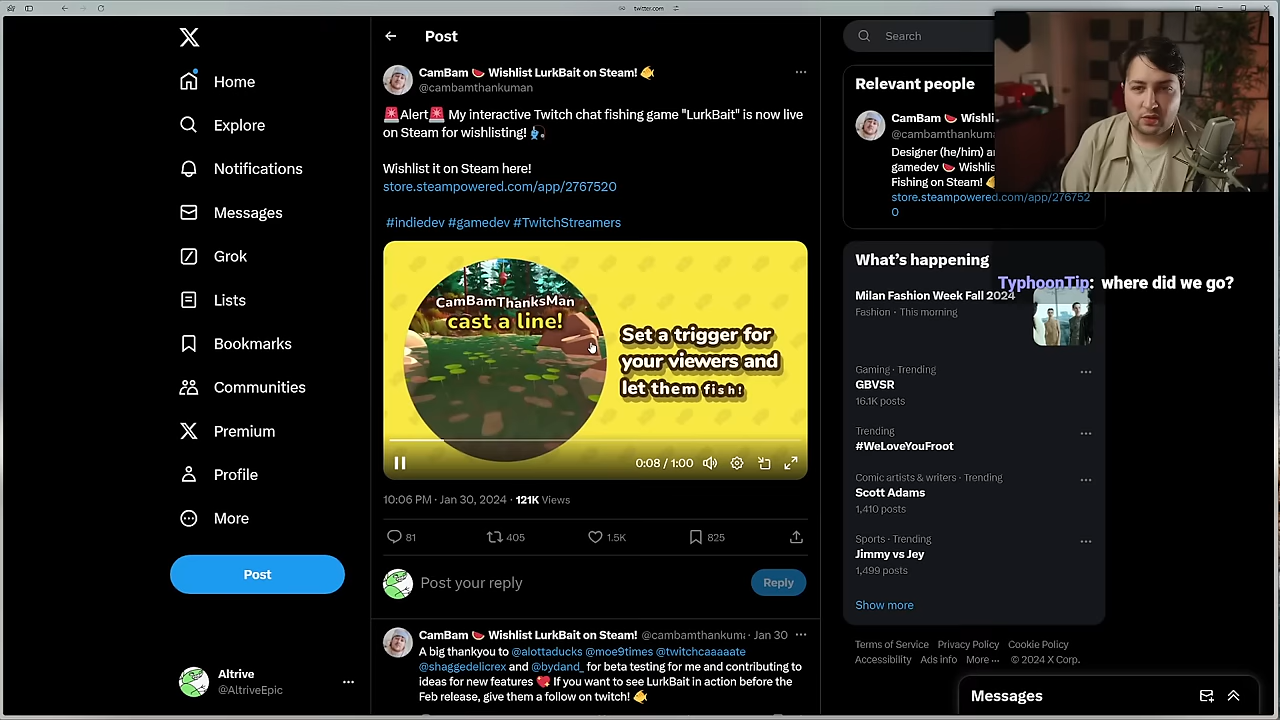 twitter.com
Home
Explore
Notifications
Messages
Grok
Lists
Bookmarks
Communities
Premium
Profile
More
Post
Altrive
@AltriveEpic
Post
CamBam 🍉 Wishlist LurkBait on Steam! 🐠
@cambamthankuman
🚨Alert🚨 My interactive Twitch chat fishing game "LurkBait" is now live
on Steam for wishlisting! 🎣
Wishlist it on Steam here!
store.steampowered.com/app/2767520
#indiedev #gamedev #TwitchStreamers
CamBamThanksMan
cast a line!
Set a trigger for
your viewers and
let them fish!
0:08 / 1:00
10:06 PM · Jan 30, 2024 · 121K Views
81
405
1.5K
825
Post your reply
Reply
CamBam 🍉 Wishlist LurkBait on Steam! @cambamthankuma · Jan 30
A big thankyou to @alottaducks @moe9times @twitchcaaaaate
@shaggedelicrex and @bydand_ for beta testing for me and contributing to
ideas for new features 💖 If you want to see LurkBait in action before the
Feb release, give them a follow on twitch! 🐠
Search
Relevant people
CamBam 🍉 Wishli
@cambamthankuma
Designer (he/him) an
gamedev 🍉 Wishlis
Fishing on Steam! 🐠
store.steampowered.com/app/276752
0
What's happening
TyphoonTip: where did we go?
Milan Fashion Week Fall 2024
Fashion · This morning
Gaming · Trending
GBVSR
16.1K posts
Trending
#WeLoveYouFroot
Comic artists & writers · Trending
Scott Adams
1,410 posts
Sports · Trending
Jimmy vs Jey
1,499 posts
Show more
Terms of Service Privacy Policy Cookie Policy
Accessibility Ads info More ··· © 2024 X Corp.
Messages